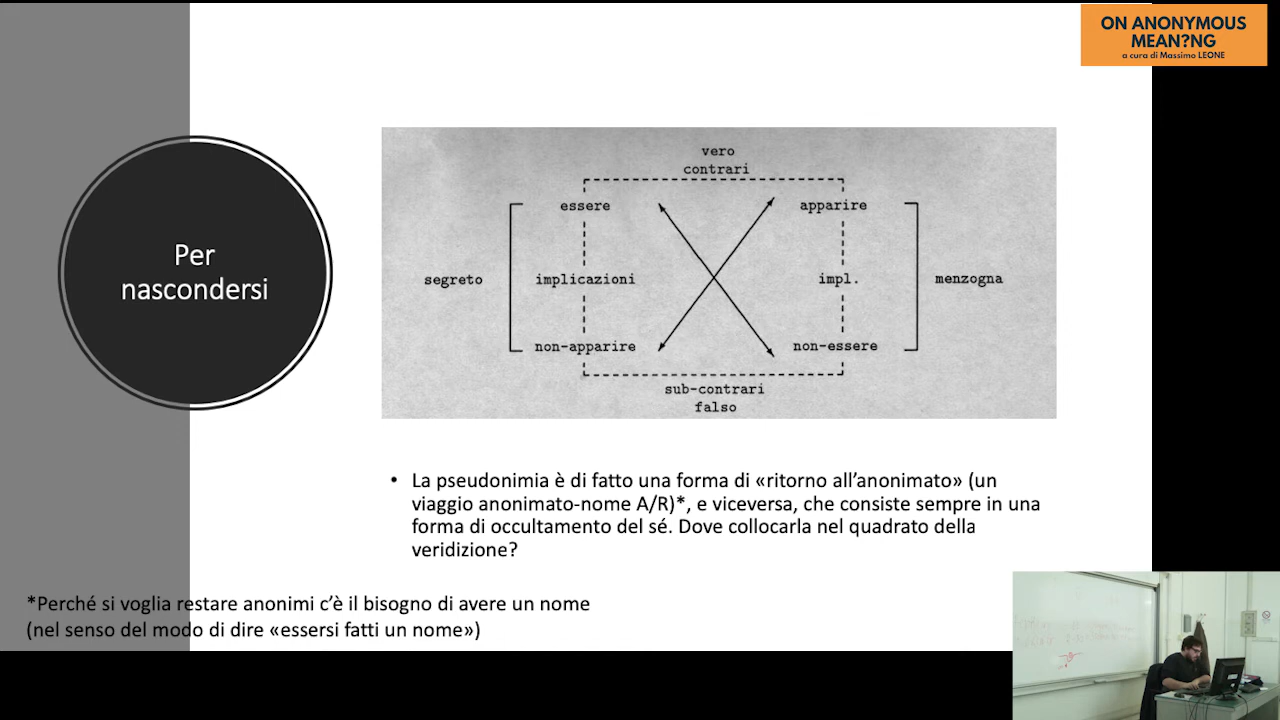 ON ANONYMOUS
MEAN?NG
a cura di Massimo LEONE
Per
nascondersi
vero
contrari
essere
apparire
segreto
implicazioni
impl.
menzogna
non-apparire
non-essere
sub-contrari
falso
• La pseudonimia è di fatto una forma di «ritorno all’anonimato» (un
viaggio anonimato-nome A/R)*, e viceversa, che consiste sempre in una
forma di occultamento del sé. Dove collocarla nel quadrato della
veridizione?
*Perché si voglia restare anonimi c’è il bisogno di avere un nome
(nel senso del modo di dire «essersi fatti un nome»)